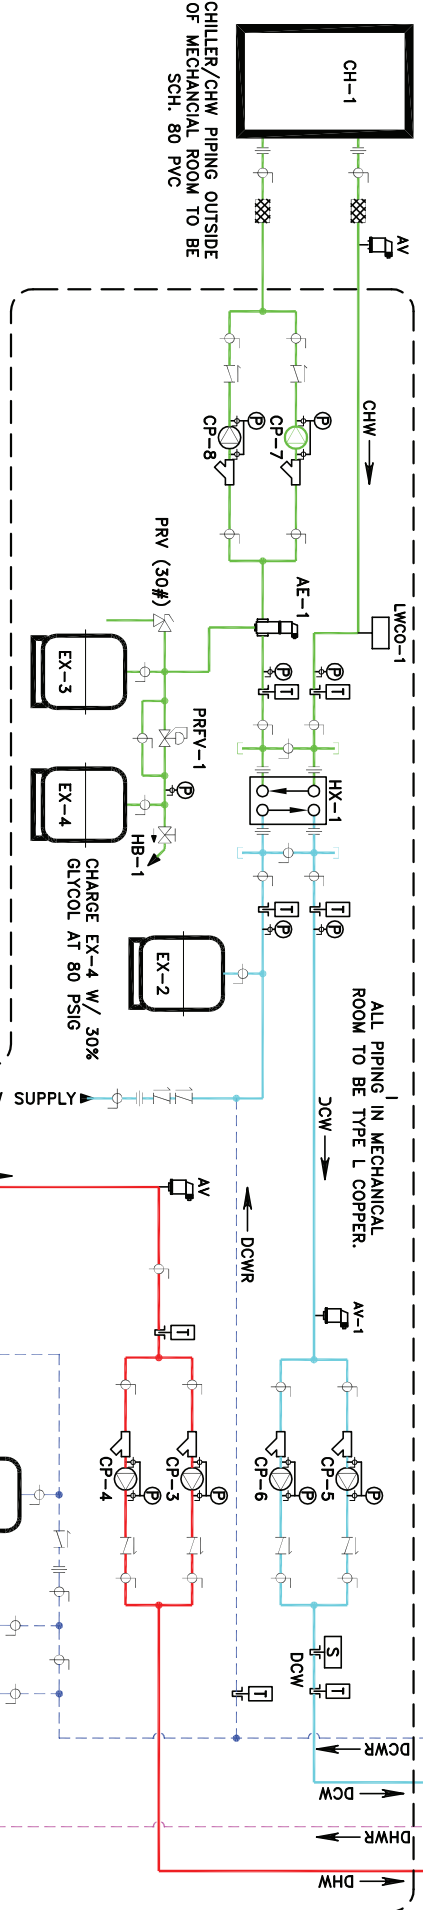 CHILLER/CHW PIPING OUTSIDE
OF MECHANCIAL ROOM TO BE
SCH. 80 PVC
CH-1
AV
CHW
P
CP-7
P
CP-8
PRV (30#)
AE-1
LWCO-1
P
T
P
T
EX-3
PRFV-1
P
EX-4
HB-1
HX-1
CHARGE EX-4 W/ 30%
GLYCOL AT 80 PSIG
T
P
T
P
EX-2
ALL PIPING IN MECHANICAL
ROOM TO BE TYPE L COPPER.
SUPPLY
DCW
AV
DCWR
AV-1
T
CP-3
P
CP-4
P
CP-5
P
CP-6
P
S
DCW
T
T
DCWR
DCW
DHWR
DHW